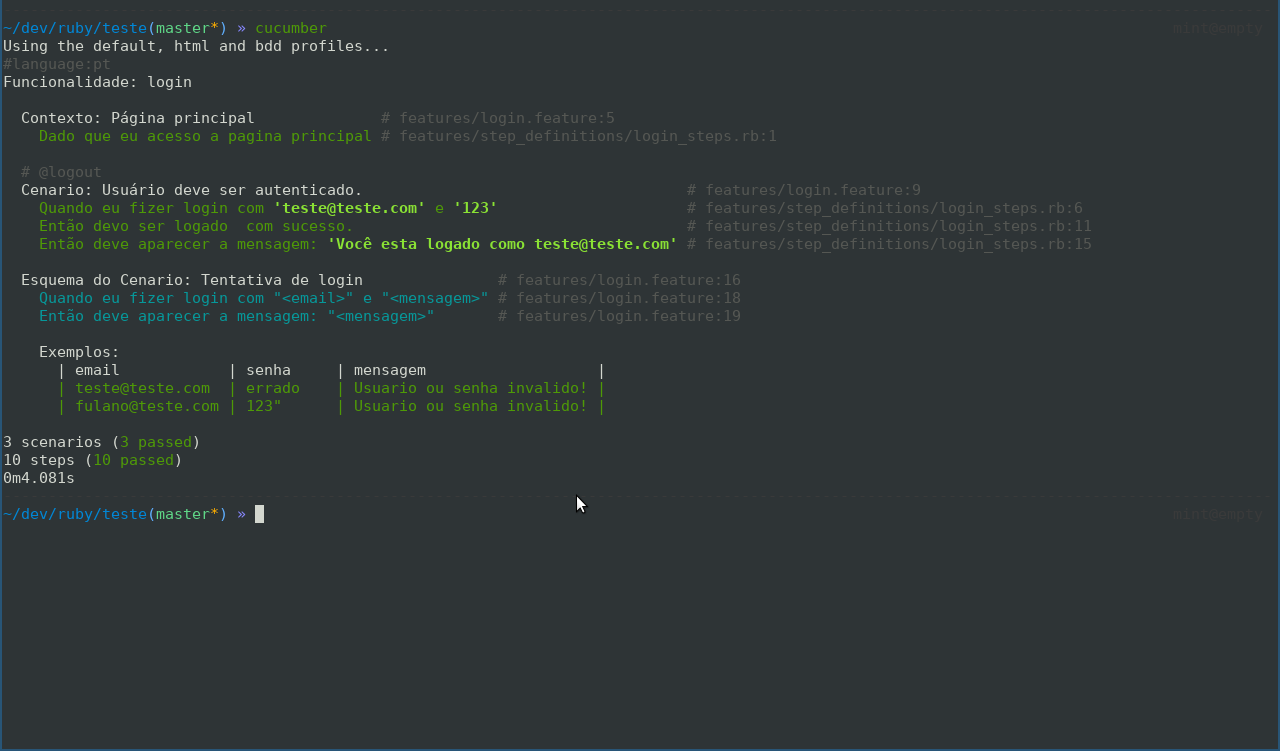 ~/dev/ruby/teste(master*) » cucumber mint@empty
Using the default, html and bdd profiles...
#language:pt
Funcionalidade: login
Contexto: Página principal # features/login.feature:5
Dado que eu acesso a pagina principal # features/step_definitions/login_steps.rb:1
# @logout
Cenario: Usuário deve ser autenticado. # features/login.feature:9
Quando eu fizer login com 'teste@teste.com' e '123' # features/step_definitions/login_steps.rb:6
Então devo ser logado  com sucesso. # features/step_definitions/login_steps.rb:11
Então deve aparecer a mensagem: 'Você esta logado como teste@teste.com' # features/step_definitions/login_steps.rb:15
Esquema do Cenario: Tentativa de login # features/login.feature:16
Quando eu fizer login com "<email>" e "<mensagem>" # features/login.feature:18
Então deve aparecer a mensagem: "<mensagem>" # features/login.feature:19
Exemplos:
| email | senha | mensagem |
| teste@teste.com | errado | Usuario ou senha invalido! |
| fulano@teste.com | 123" | Usuario ou senha invalido! |
3 scenarios (3 passed)
10 steps (10 passed)
0m4.081s
~/dev/ruby/teste(master*) » mint@empty